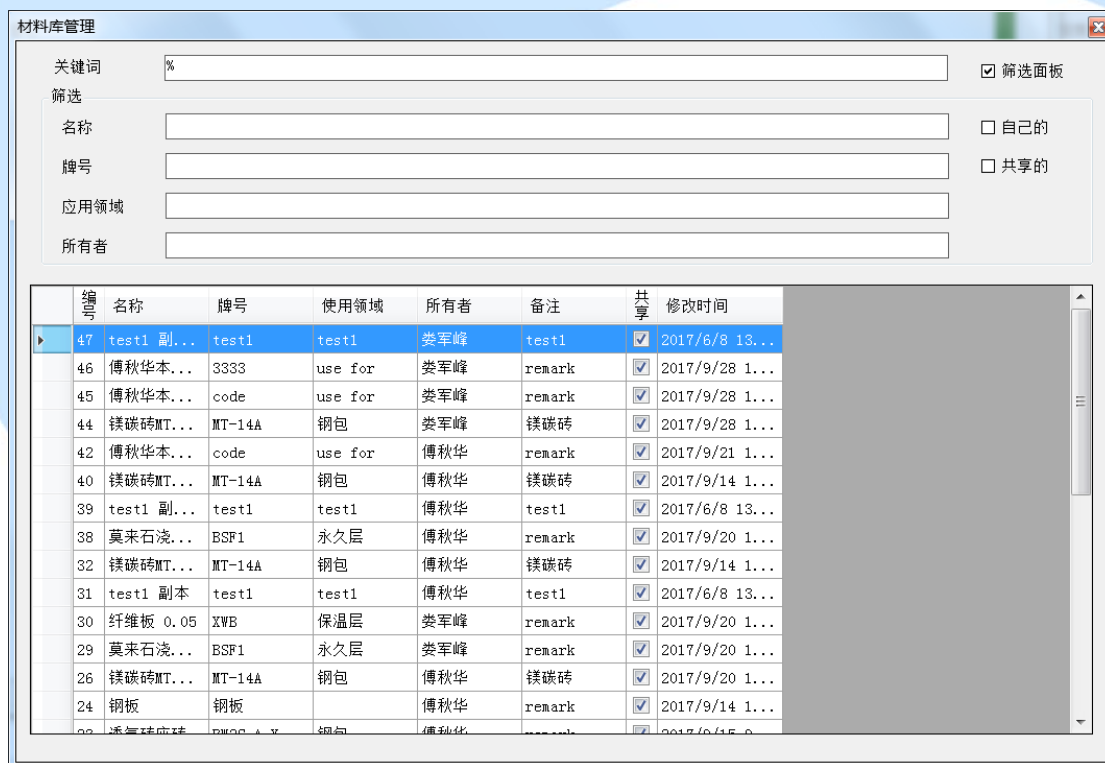 材料库管理
关键词 % 筛选面板
筛选
名称 自己的
牌号 共享的
应用领域
所有者
编号 名称 牌号 使用领域 所有者 备注 共享 修改时间
47 test1 副... test1 test1 娄军峰 test1 2017/6/8 13...
46 傅秋华本... 3333 use for 娄军峰 remark 2017/9/28 1...
45 傅秋华本... code use for 娄军峰 remark 2017/9/28 1...
44 镁碳砖MT... MT-14A 钢包 娄军峰 镁碳砖 2017/9/28 1...
42 傅秋华本... code use for 傅秋华 remark 2017/9/21 1...
40 镁碳砖MT... MT-14A 钢包 傅秋华 镁碳砖 2017/9/14 1...
39 test1 副... test1 test1 傅秋华 test1 2017/6/8 13...
38 莫来石浇... BSF1 永久层 傅秋华 remark 2017/9/20 1...
32 镁碳砖MT... MT-14A 钢包 傅秋华 镁碳砖 2017/9/14 1...
31 test1 副本 test1 test1 傅秋华 test1 2017/6/8 13...
30 纤维板 0.05 XWB 保温层 娄军峰 remark 2017/9/20 1...
29 莫来石浇... BSF1 永久层 娄军峰 remark 2017/9/20 1...
26 镁碳砖MT... MT-14A 钢包 傅秋华 镁碳砖 2017/9/20 1...
24 钢板 钢板 傅秋华 remark 2017/9/14 1...
钢包 傅秋华